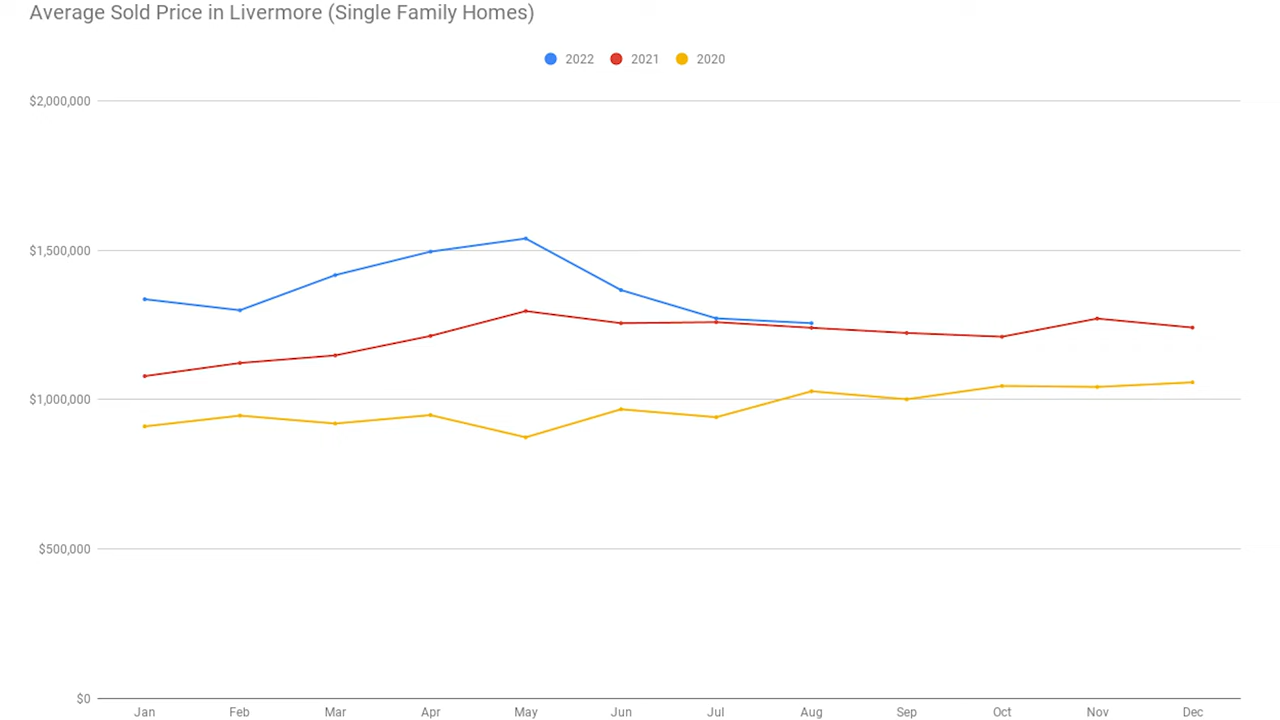 Average Sold Price in Livermore (Single Family Homes)
2022 2021 2020
$2,000,000
$1,500,000
$1,000,000
$500,000
$0
Jan Feb Mar Apr May Jun Jul Aug Sep Oct Nov Dec